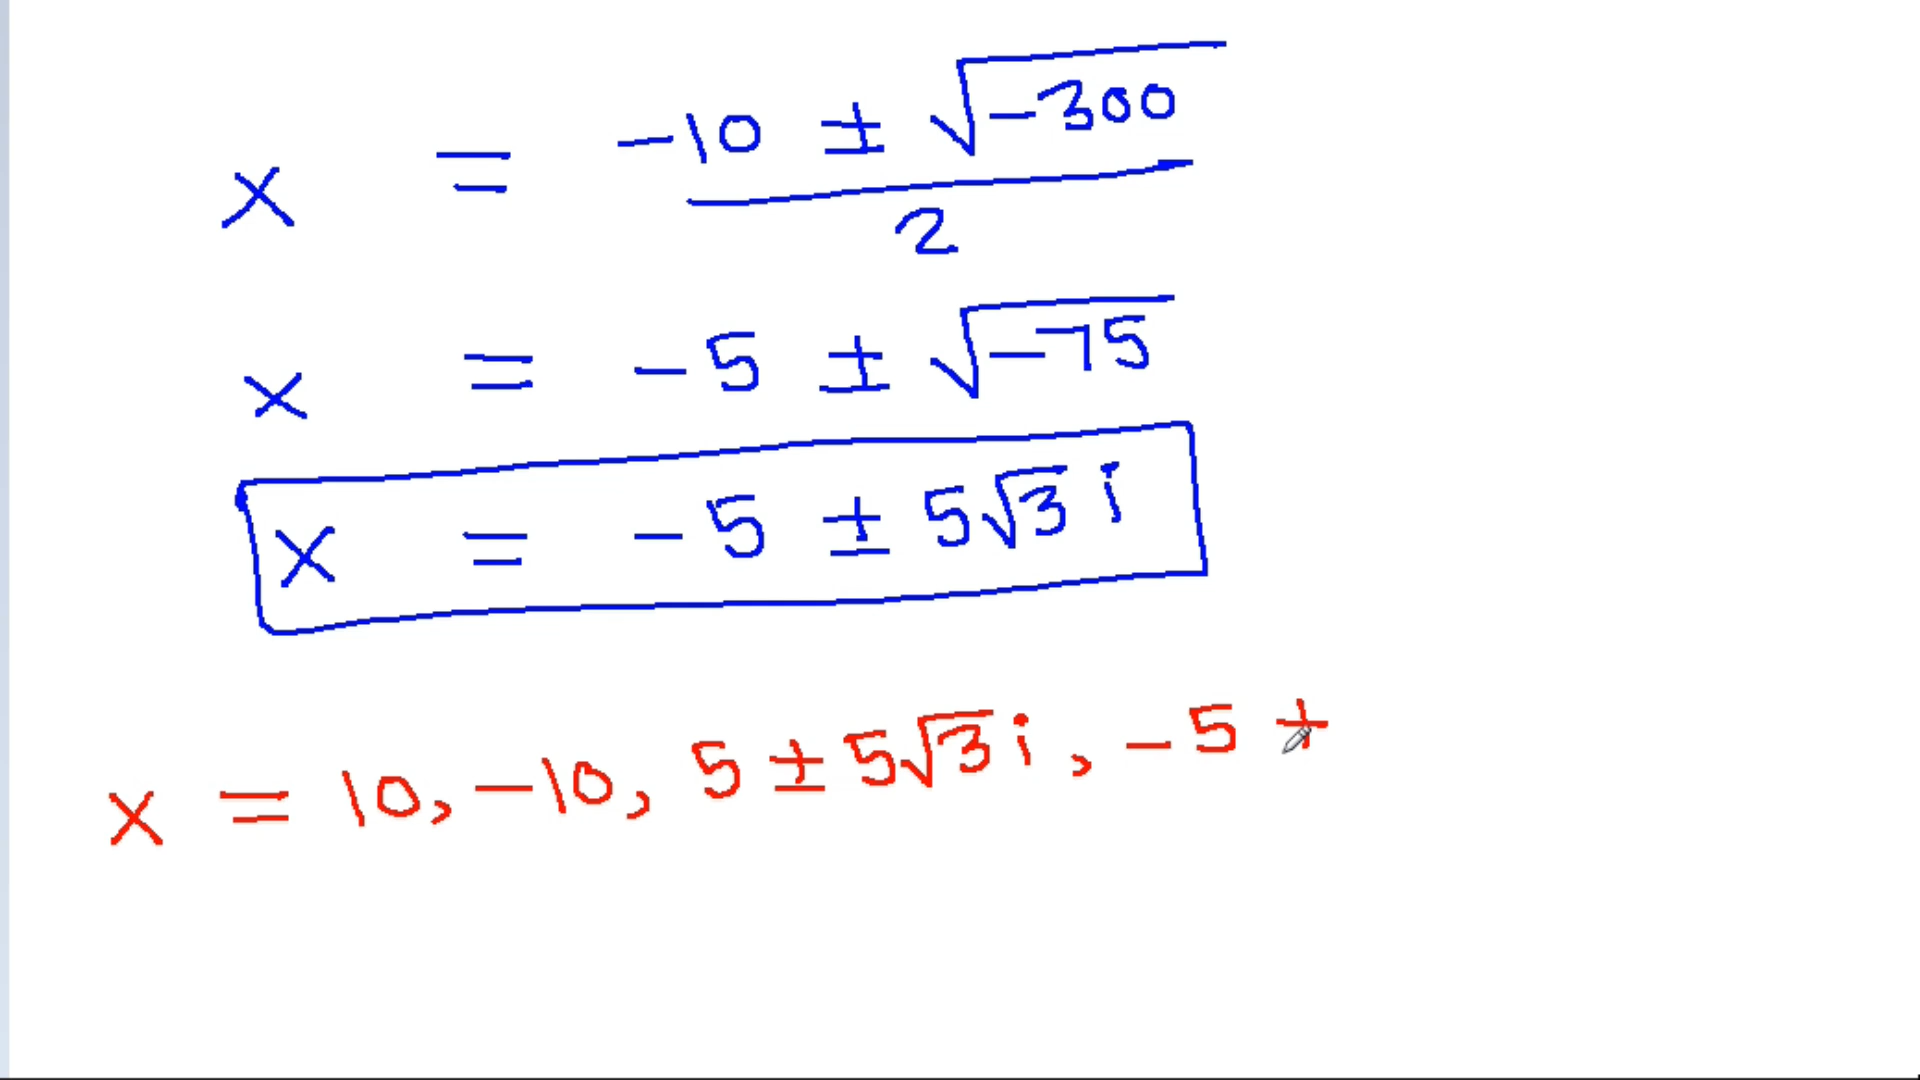 x = -10 ± √-300 / 2
x = -5 ± √-75
x = -5 ± 5√3 i
x = 10, -10, 5 ± 5√3 i, -5 +